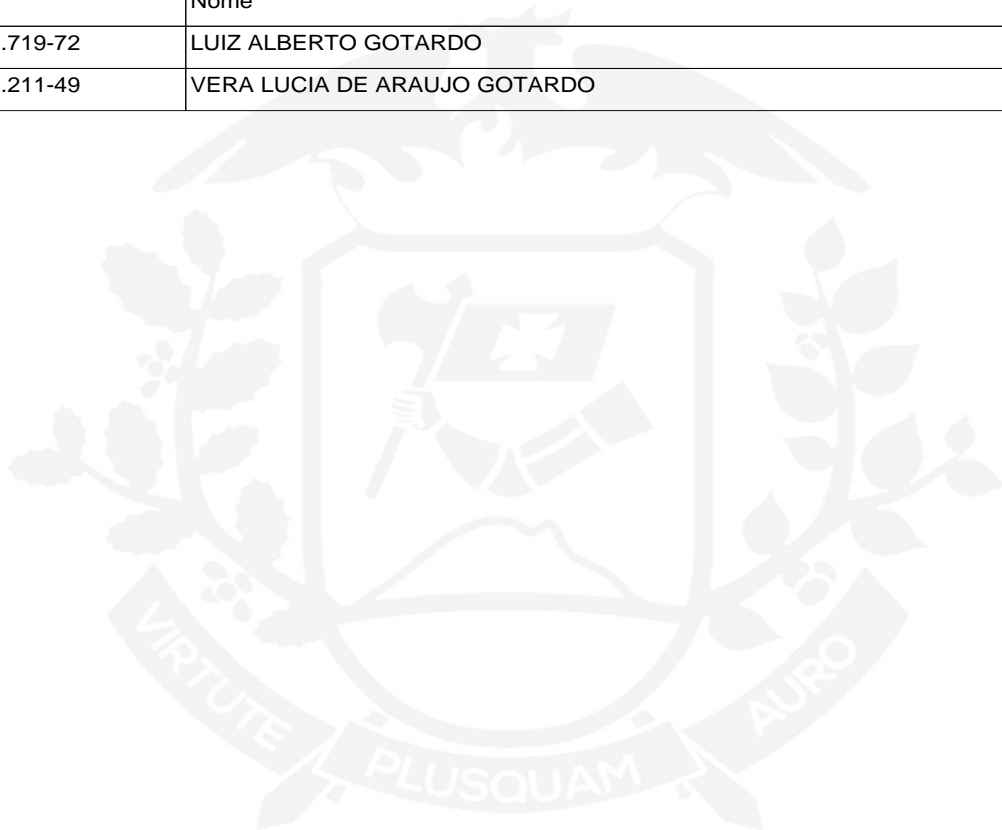 Nome
.719-72 LUIZ ALBERTO GOTARDO
.211-49 VERA LUCIA DE ARAUJO GOTARDO
VIRTUTE PLUSQUAM AURO